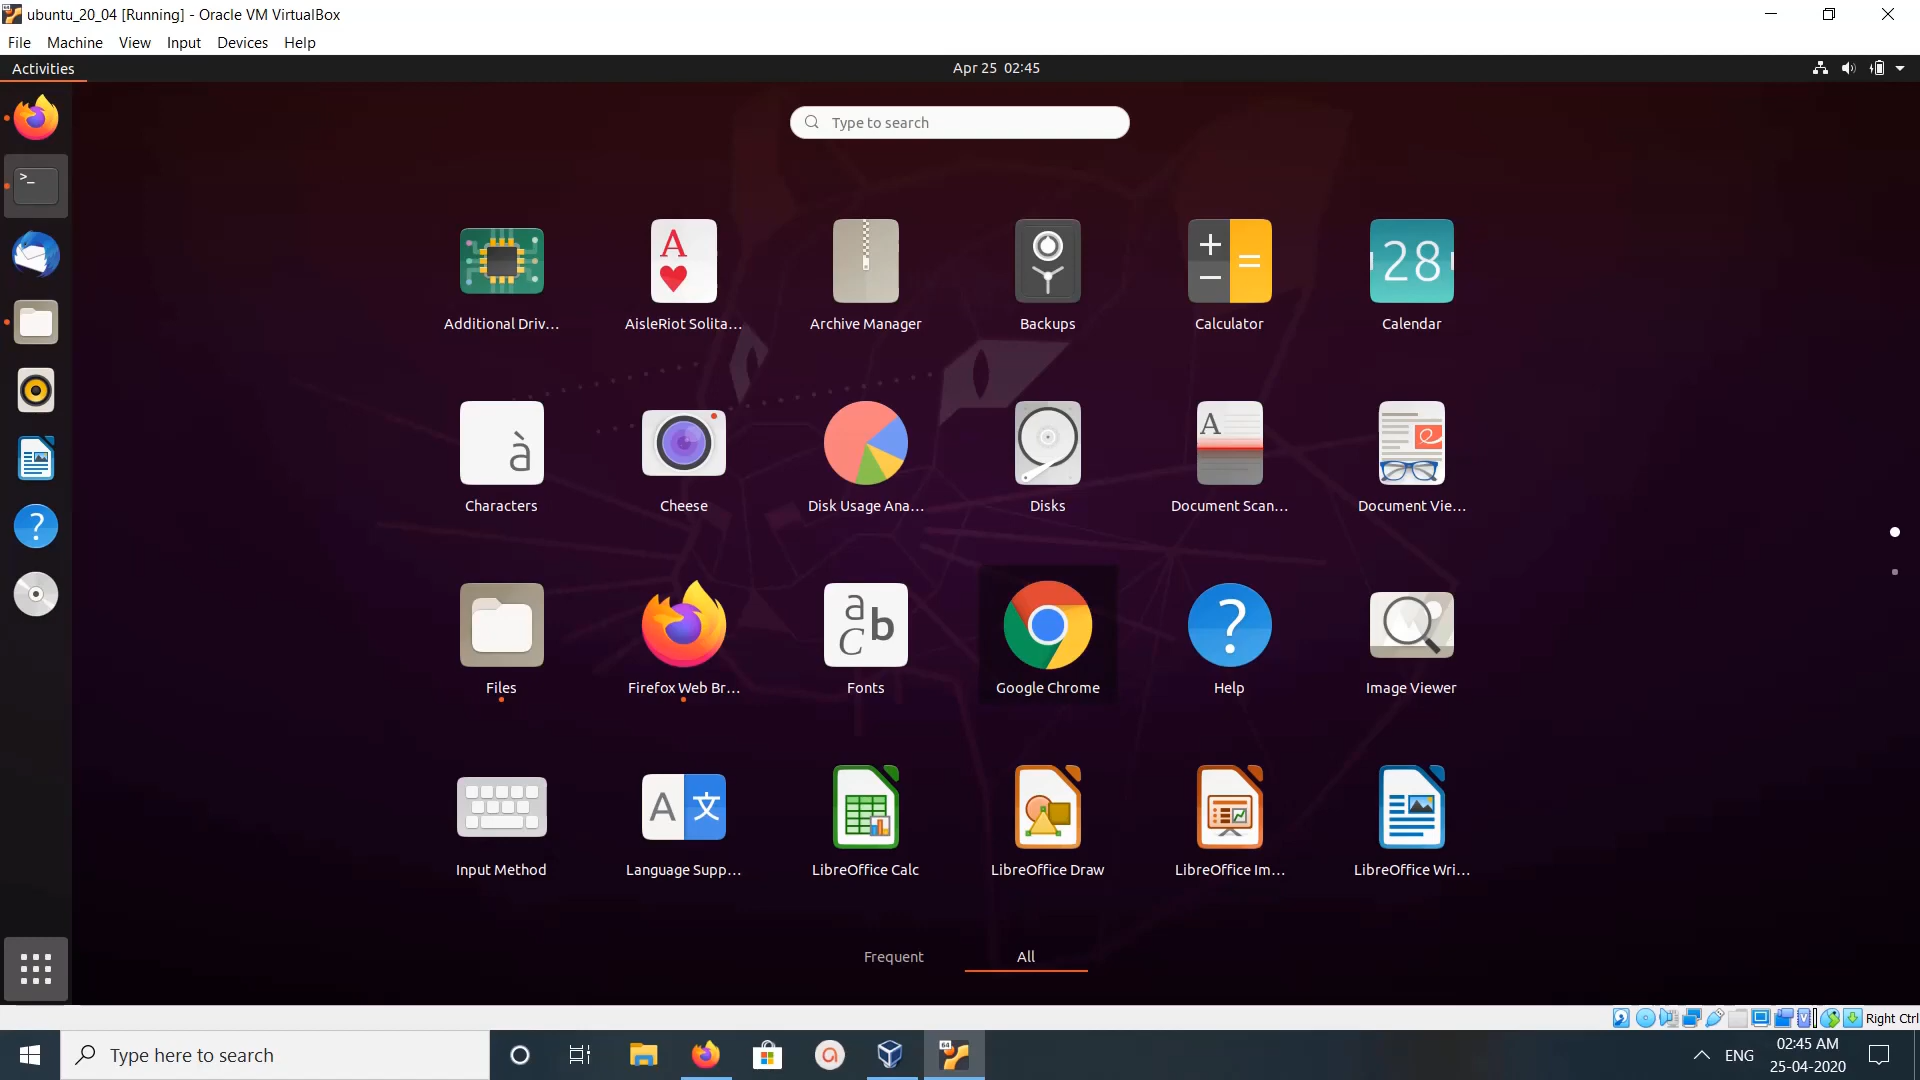 ubuntu_20_04 [Running] - Oracle VM VirtualBox
File Machine View Input Devices Help
Activities
Apr 25 02:45
Type to search
Additional Driv...
AisleRiot Solita...
Archive Manager
Backups
Calculator
28
Calendar
Characters
Cheese
Disk Usage Ana...
Disks
Document Scan...
Document Vie...
Files
Firefox Web Br...
Fonts
Google Chrome
Help
Image Viewer
Input Method
Language Supp...
LibreOffice Calc
LibreOffice Draw
LibreOffice Im...
LibreOffice Wri...
Frequent
All
Right Ctrl
Type here to search
ENG
02:45 AM
25-04-2020